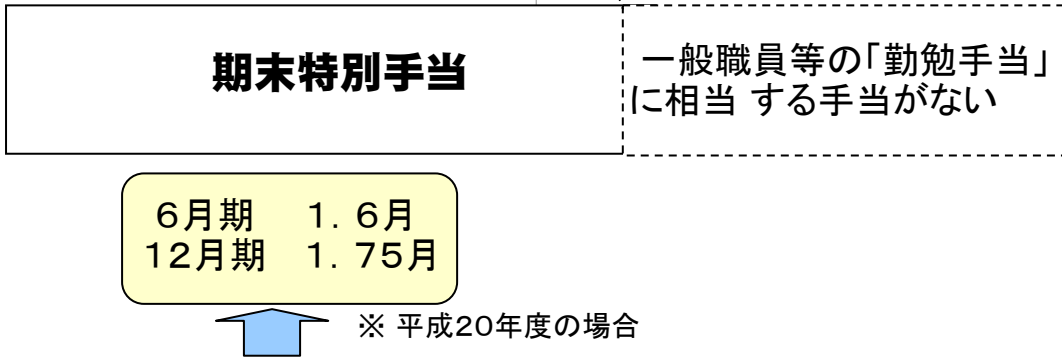 期末特別手当
一般職員等の「勤勉手当」
に相当 する手当がない
6月期 1．6月
12月期 1．75月
※ 平成20年度の場合